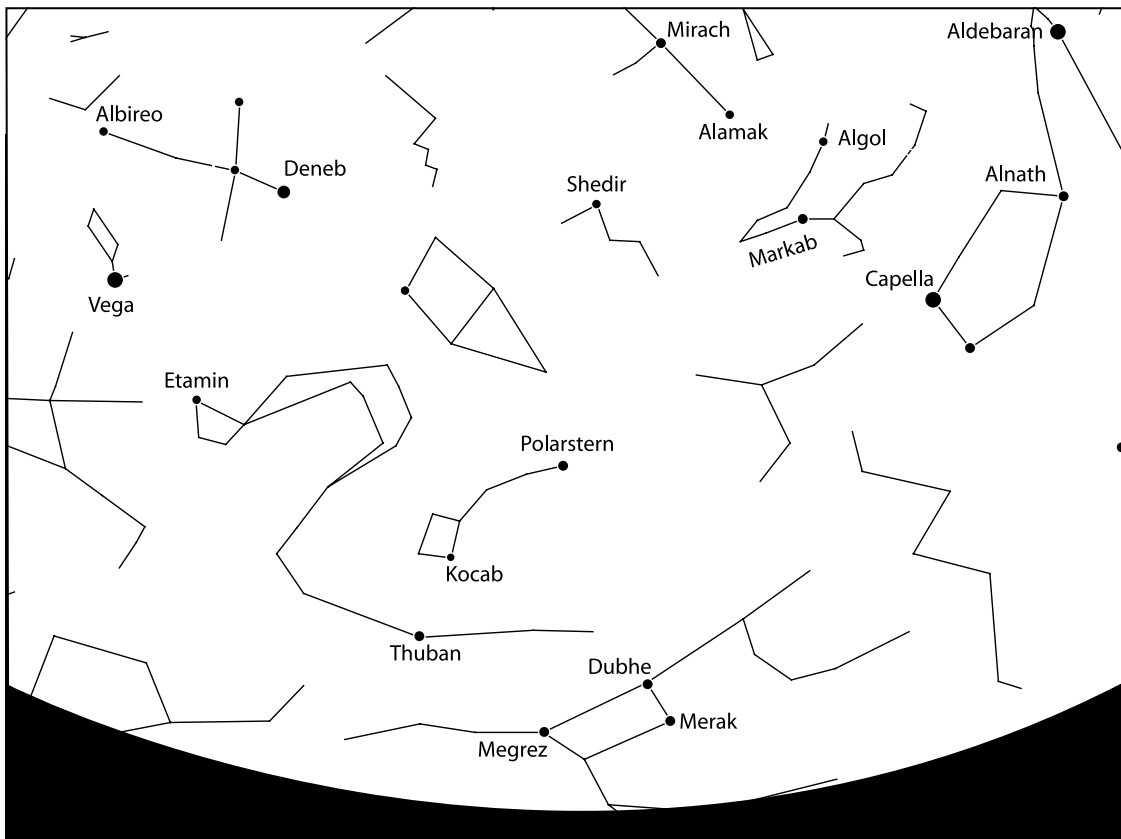 Mirach
Aldebaran
Albireo
Alamak
Algol
Deneb
Shedir
Alnath
Markab
Capella
Vega
Etamin
Polarstern
Kocab
Thuban
Dubhe
Merak
Megrez